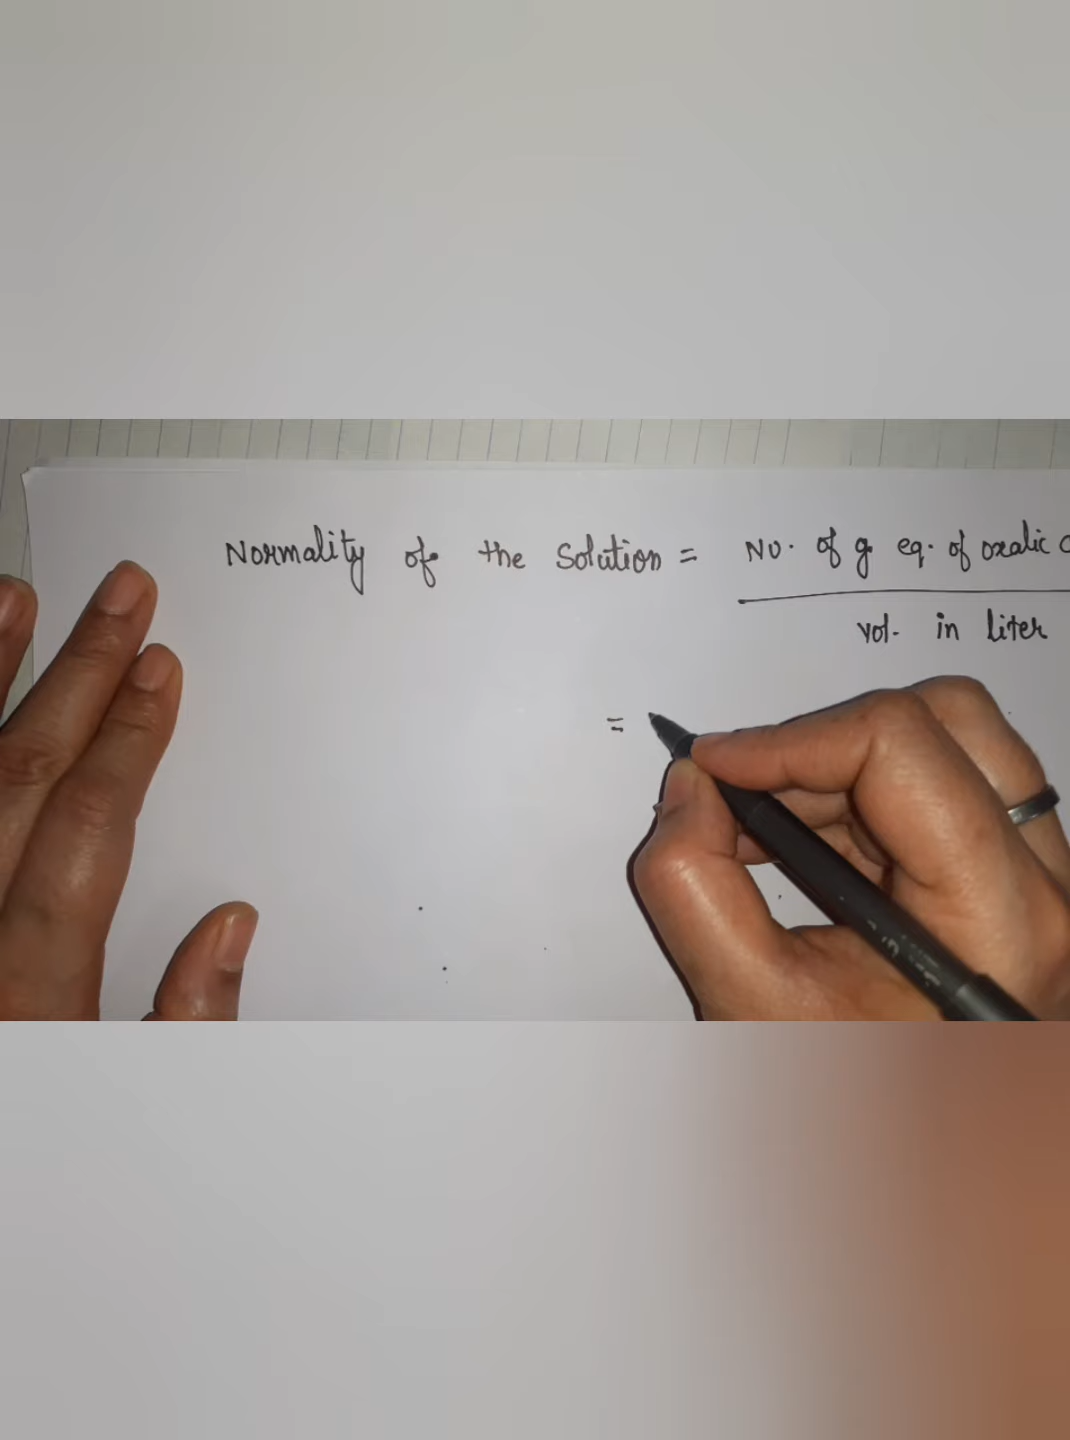 Normality of the Solution = No. of g eq. of oxalic
vol. in liter
=